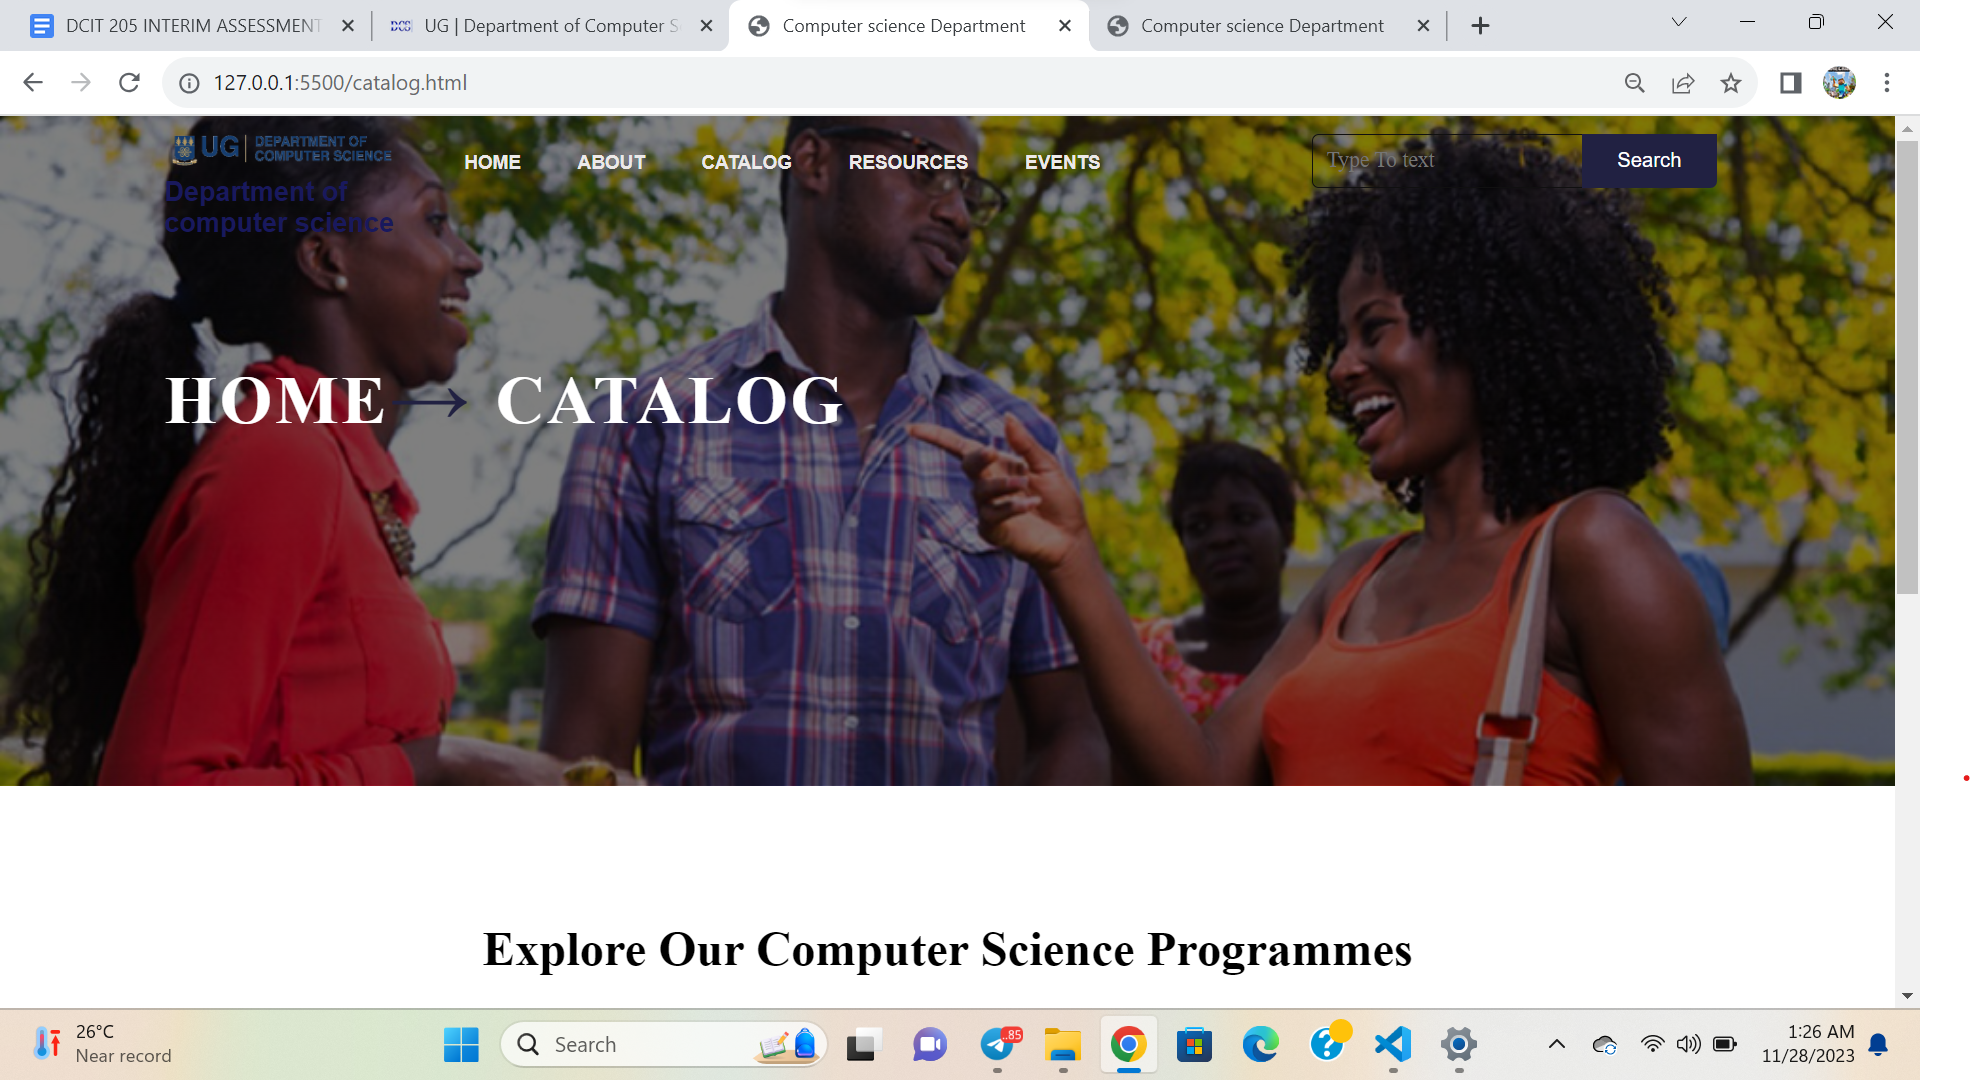 DCIT 205 INTERIM ASSESSMENT
DCS
UG | Department of Computer S
Computer science Department
Computer science Department
127.0.0.1:5500/catalog.html
UG
DEPARTMENT OF
COMPUTER SCIENCE
Department of
computer science
HOME
ABOUT
CATALOG
RESOURCES
EVENTS
Type To text
Search
HOME → CATALOG
Explore Our Computer Science Programmes
26°C
Near record
Search
..85
1:26 AM
11/28/2023